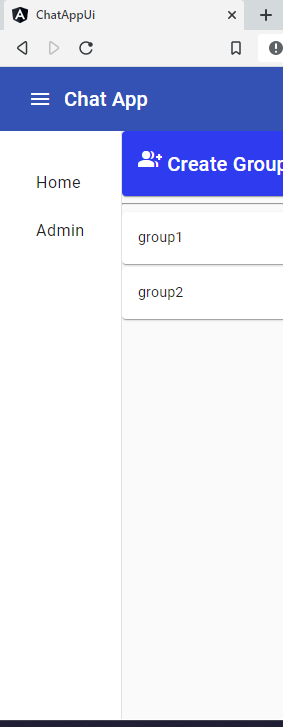 ChatAppUi
Chat App
Home
Admin
Create Group
group1
group2